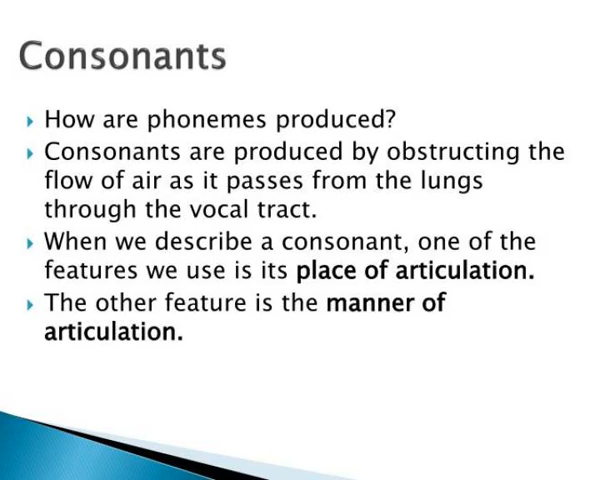 Consonants
How are phonemes produced?
Consonants are produced by obstructing the
flow of air as it passes from the lungs
through the vocal tract.
When we describe a consonant, one of the
features we use is its place of articulation.
The other feature is the manner of
articulation.